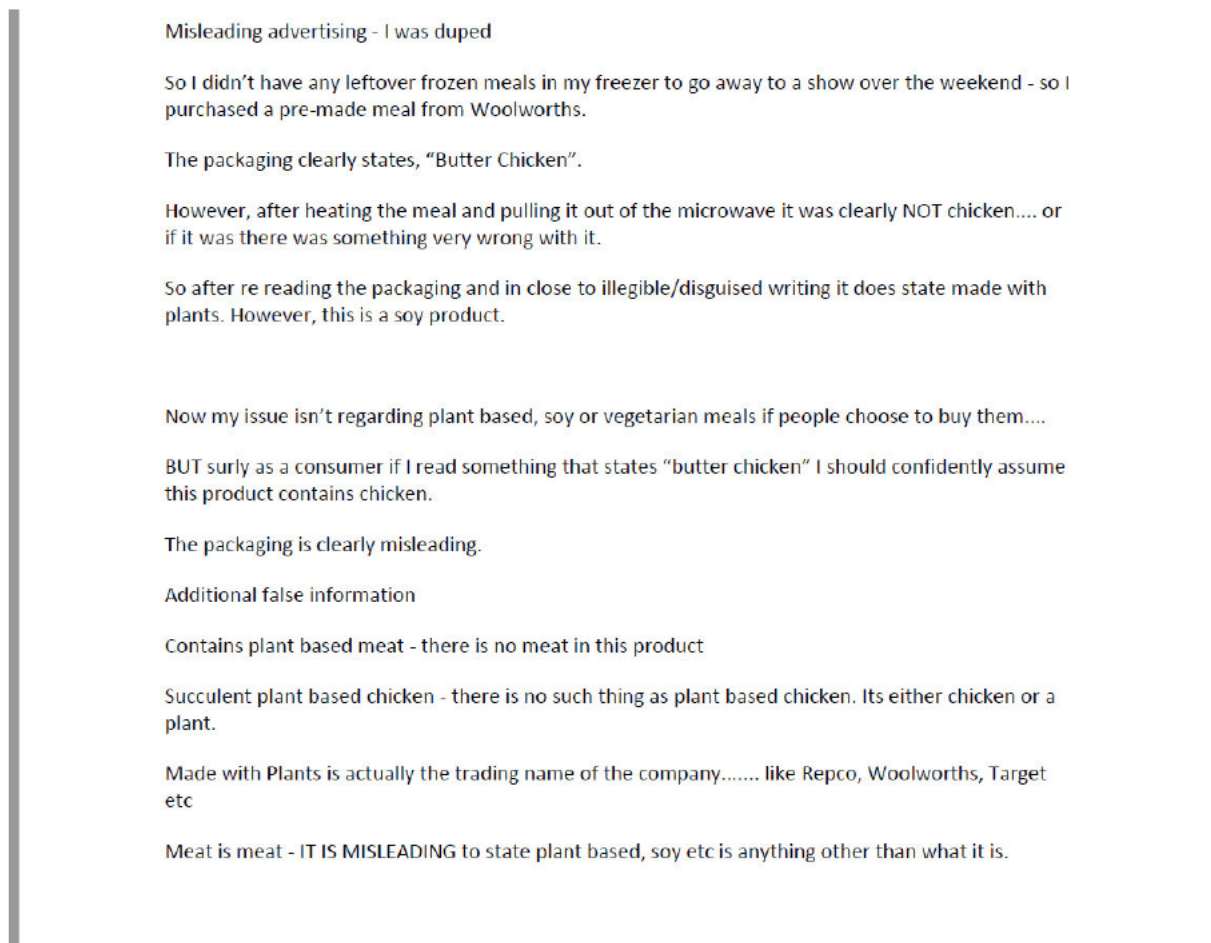 Misleading advertising - I was duped
So I didn't have any leftover frozen meals in my freezer to go away to a show over the weekend - so I
purchased a pre-made meal from Woolworths.
The packaging clearly states, "Butter Chicken".
However, after heating the meal and pulling it out of the microwave it was clearly NOT chicken.... or
if it was there was something very wrong with it.
So after re reading the packaging and in close to illegible/disguised writing it does state made with
plants. However, this is a soy product.
Now my issue isn't regarding plant based, soy or vegetarian meals if people choose to buy them....
BUT surly as a consumer if I read something that states "butter chicken" I should confidently assume
this product contains chicken.
The packaging is clearly misleading.
Additional false information
Contains plant based meat - there is no meat in this product
Succulent plant based chicken - there is no such thing as plant based chicken. Its either chicken or a
plant.
Made with Plants is actually the trading name of the company....... like Repco, Woolworths, Target
etc
Meat is meat - IT IS MISLEADING to state plant based, soy etc is anything other than what it is.